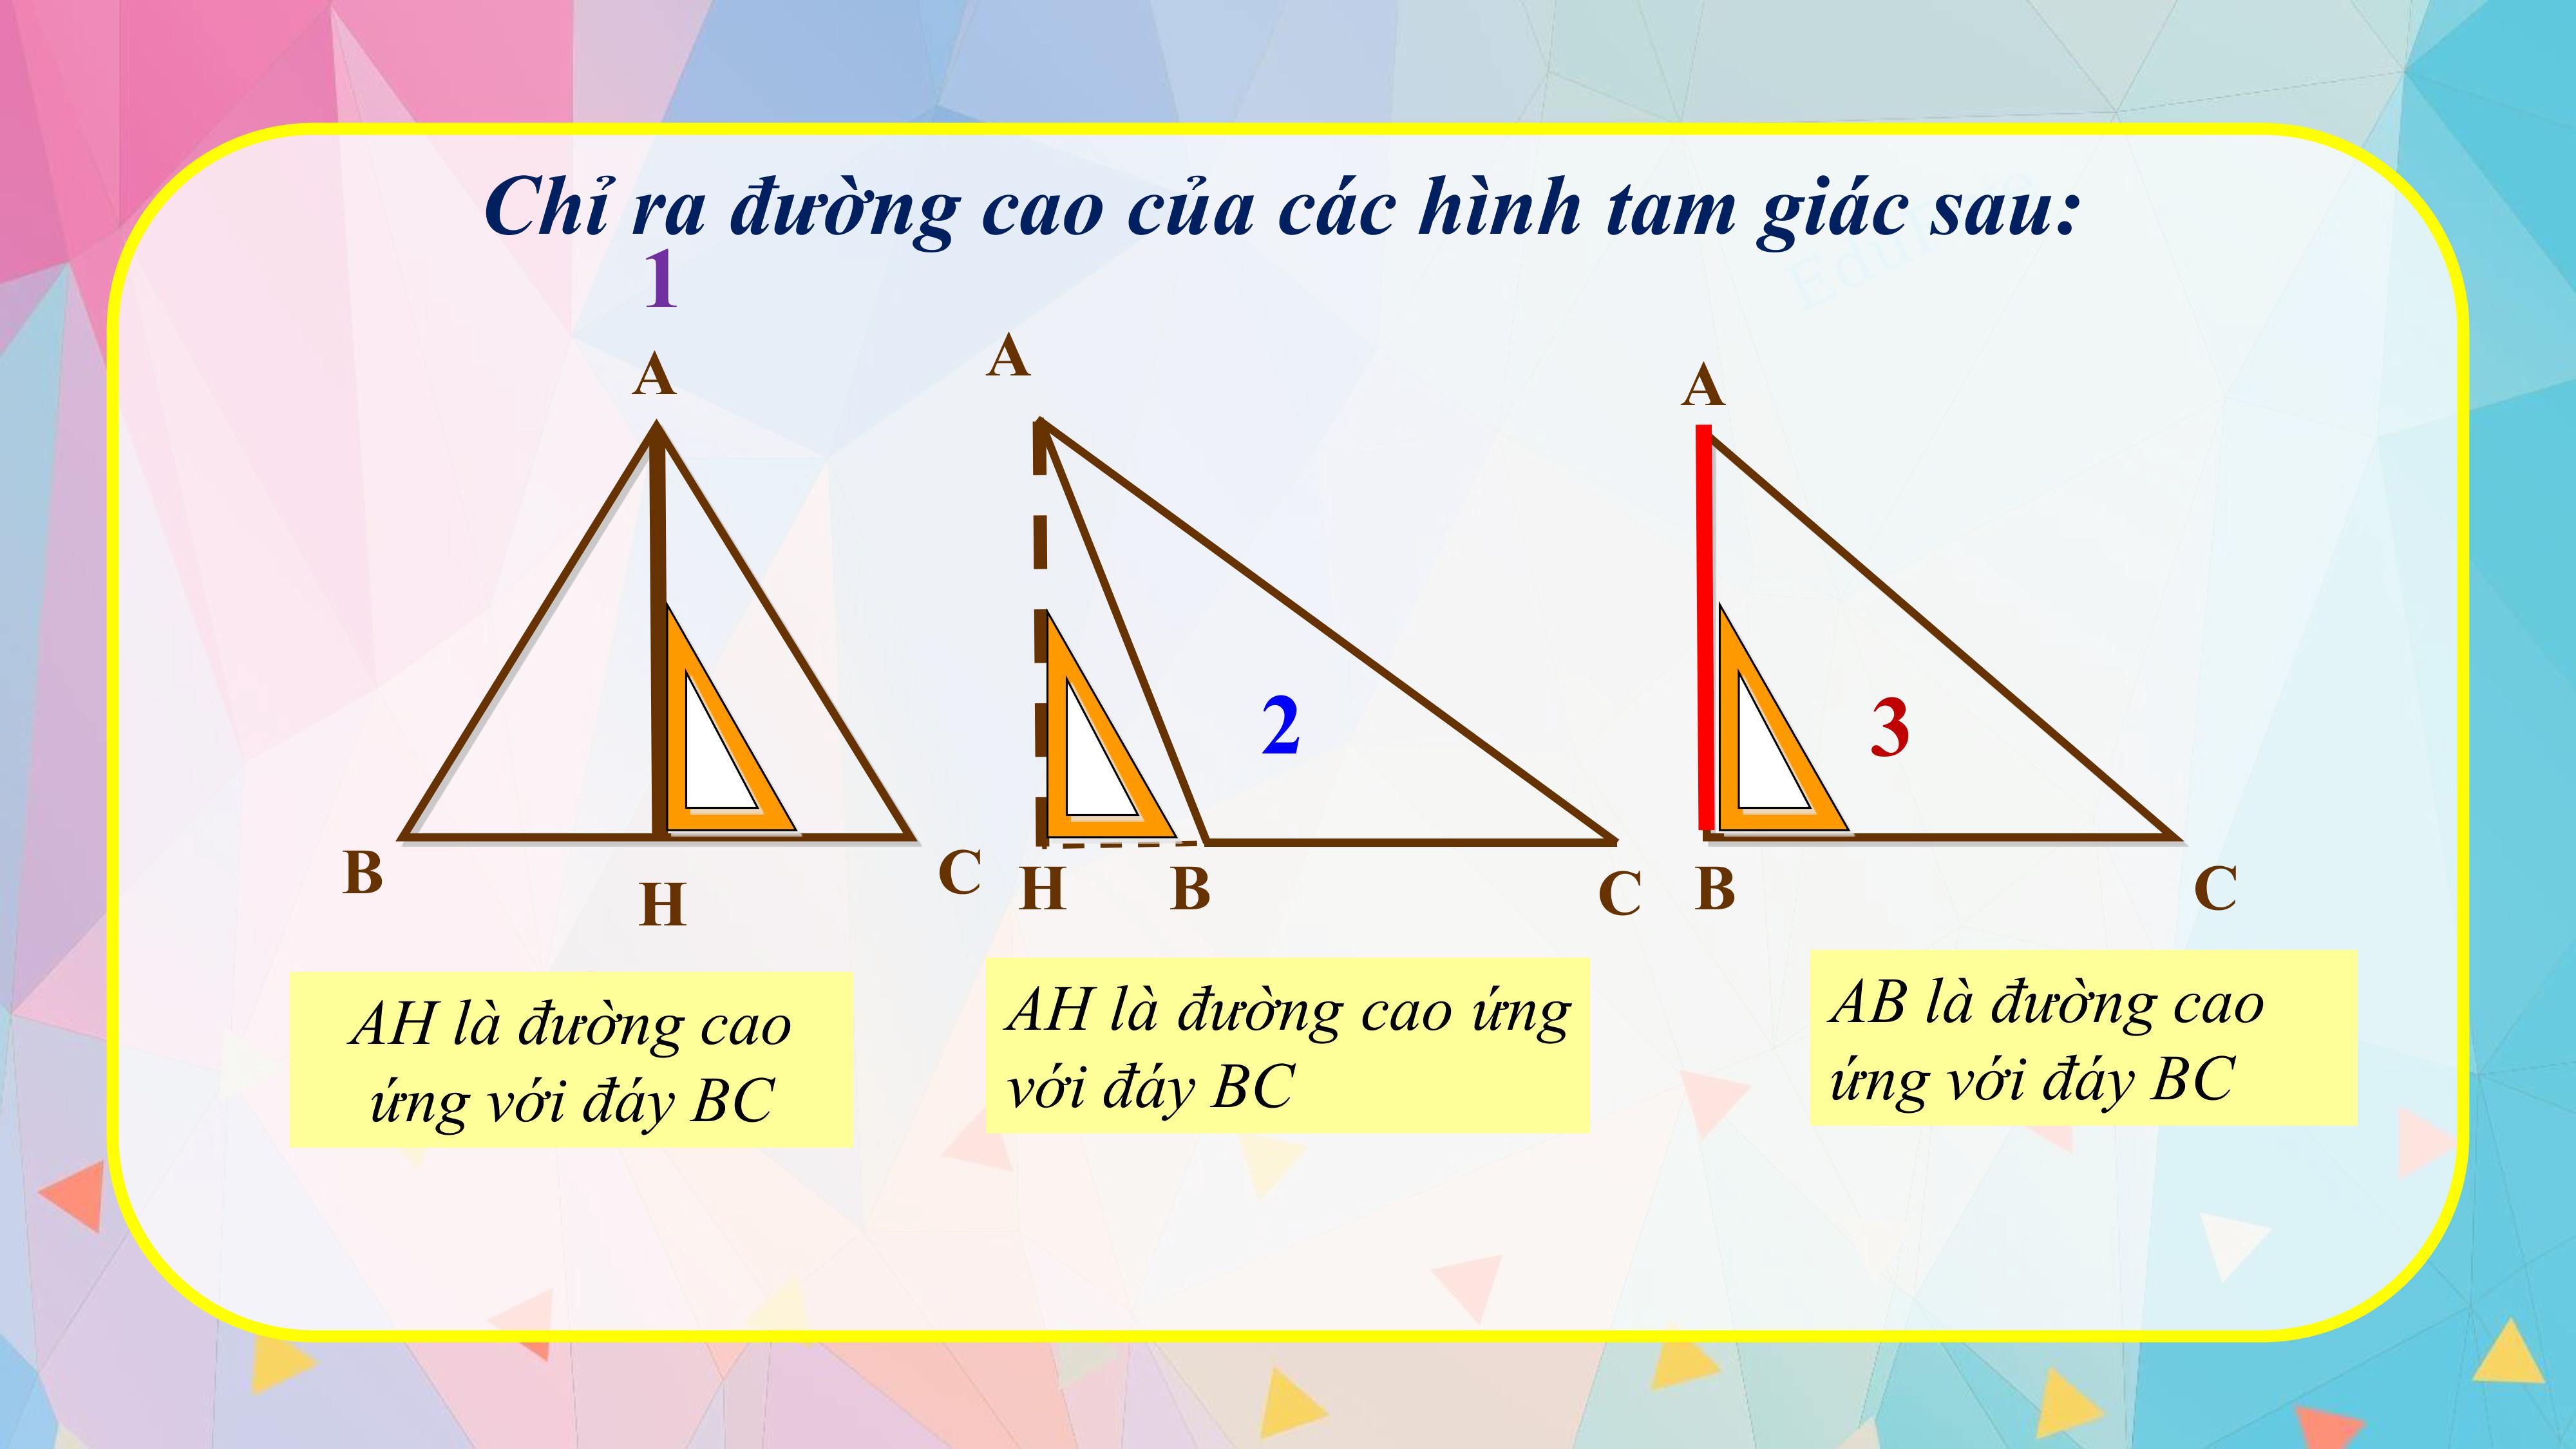 Chỉ ra đường cao của các hình tam giác sau:
1
A
A
A
2
3
B
H
C
H
B
C
B
C
AH là đường cao
ứng với đáy BC
AH là đường cao ứng
với đáy BC
AB là đường cao
ứng với đáy BC